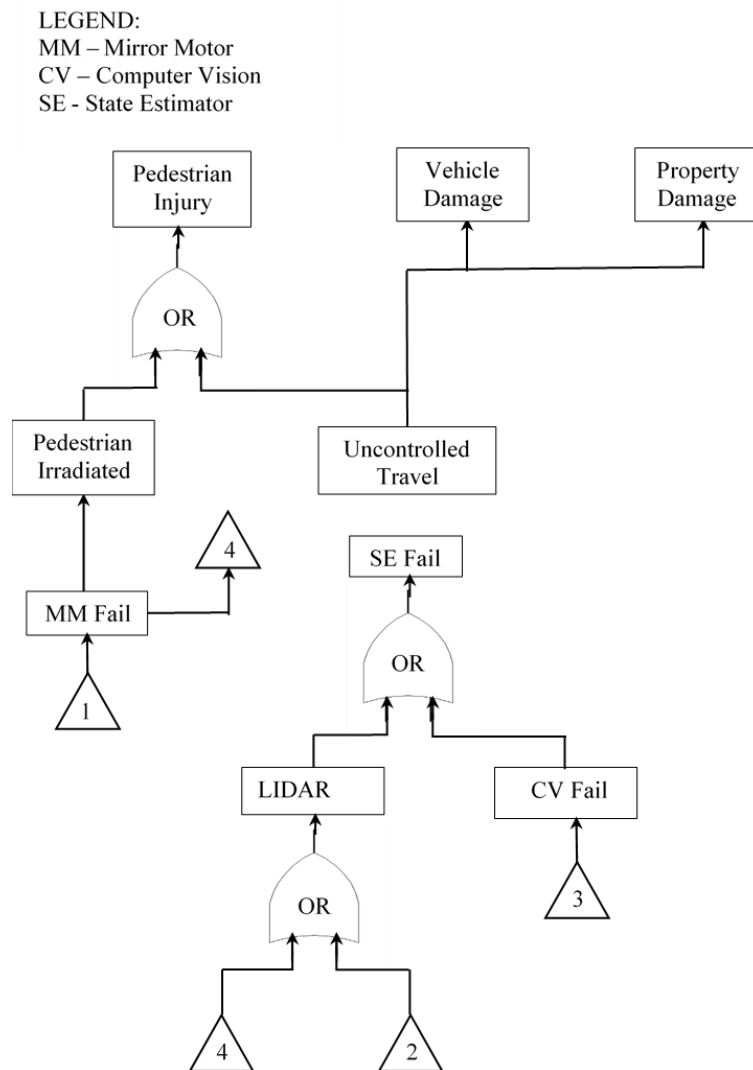 LEGEND:
MM – Mirror Motor
CV – Computer Vision
SE - State Estimator
Pedestrian
Injury
Vehicle
Damage
Property
Damage
OR
Pedestrian
Irradiated
Uncontrolled
Travel
4
SE Fail
MM Fail
OR
1
LIDAR
CV Fail
OR
3
4
2